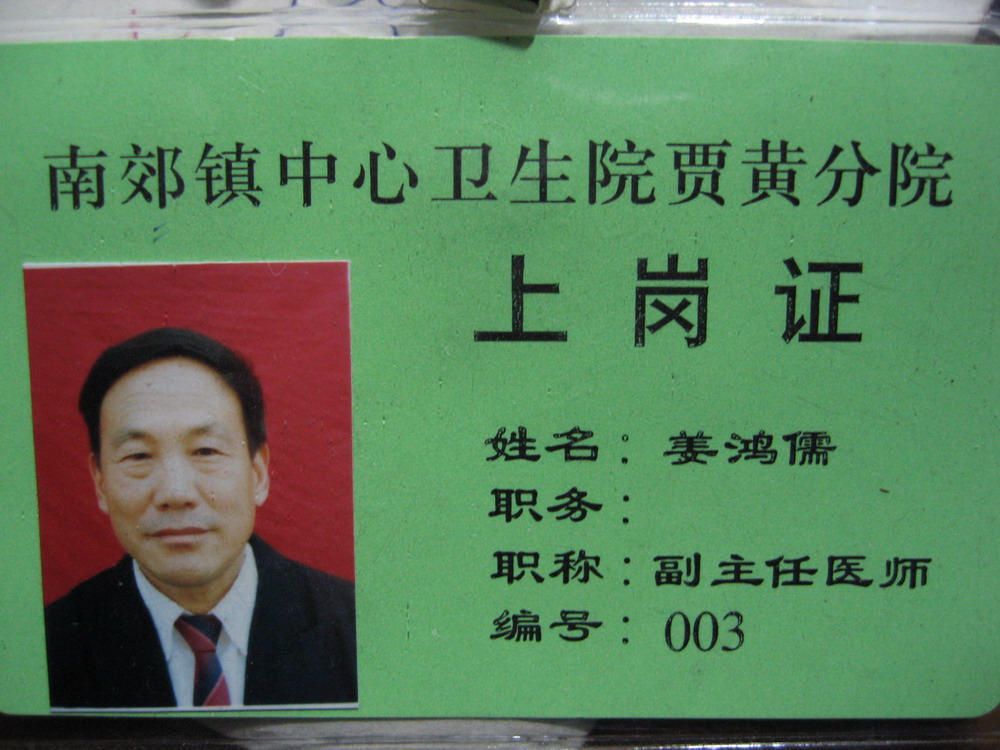 南郊镇中心卫生院贾黄分院
上岗证
姓名：姜鸿儒
职务：
职称：副主任医师
编号：003